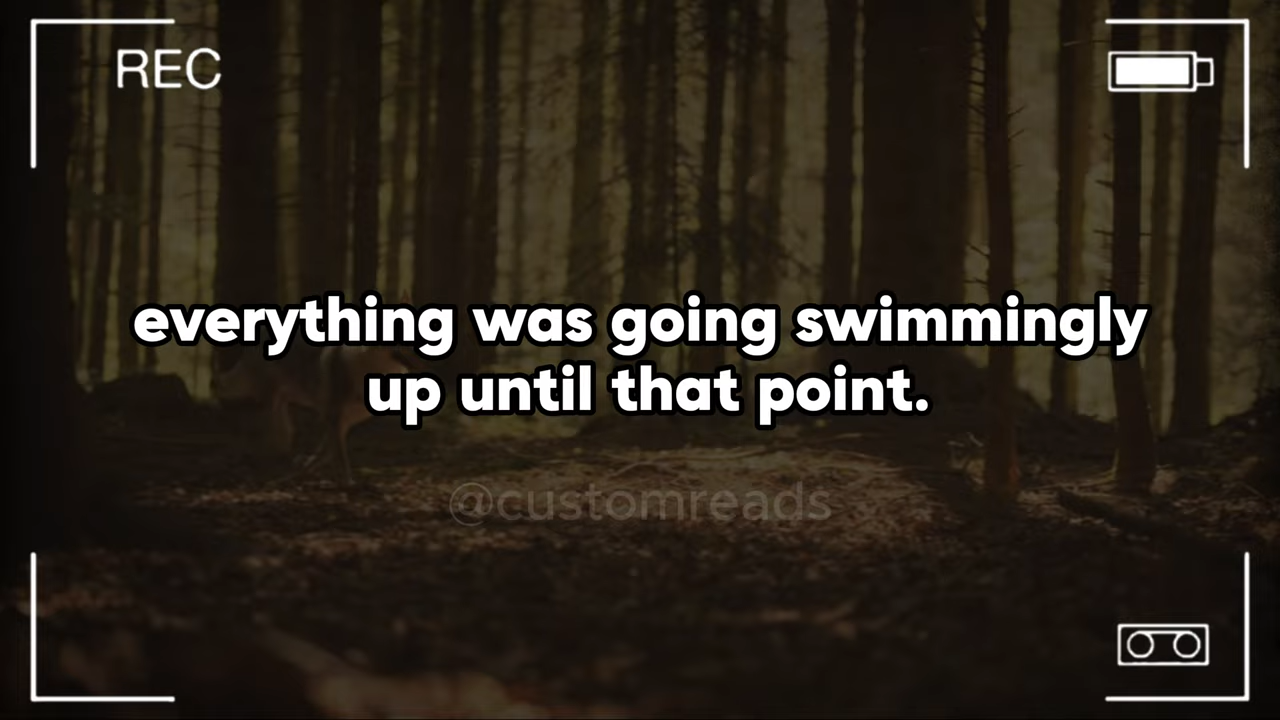 REC
everything was going swimmingly
up until that point.
@customreads